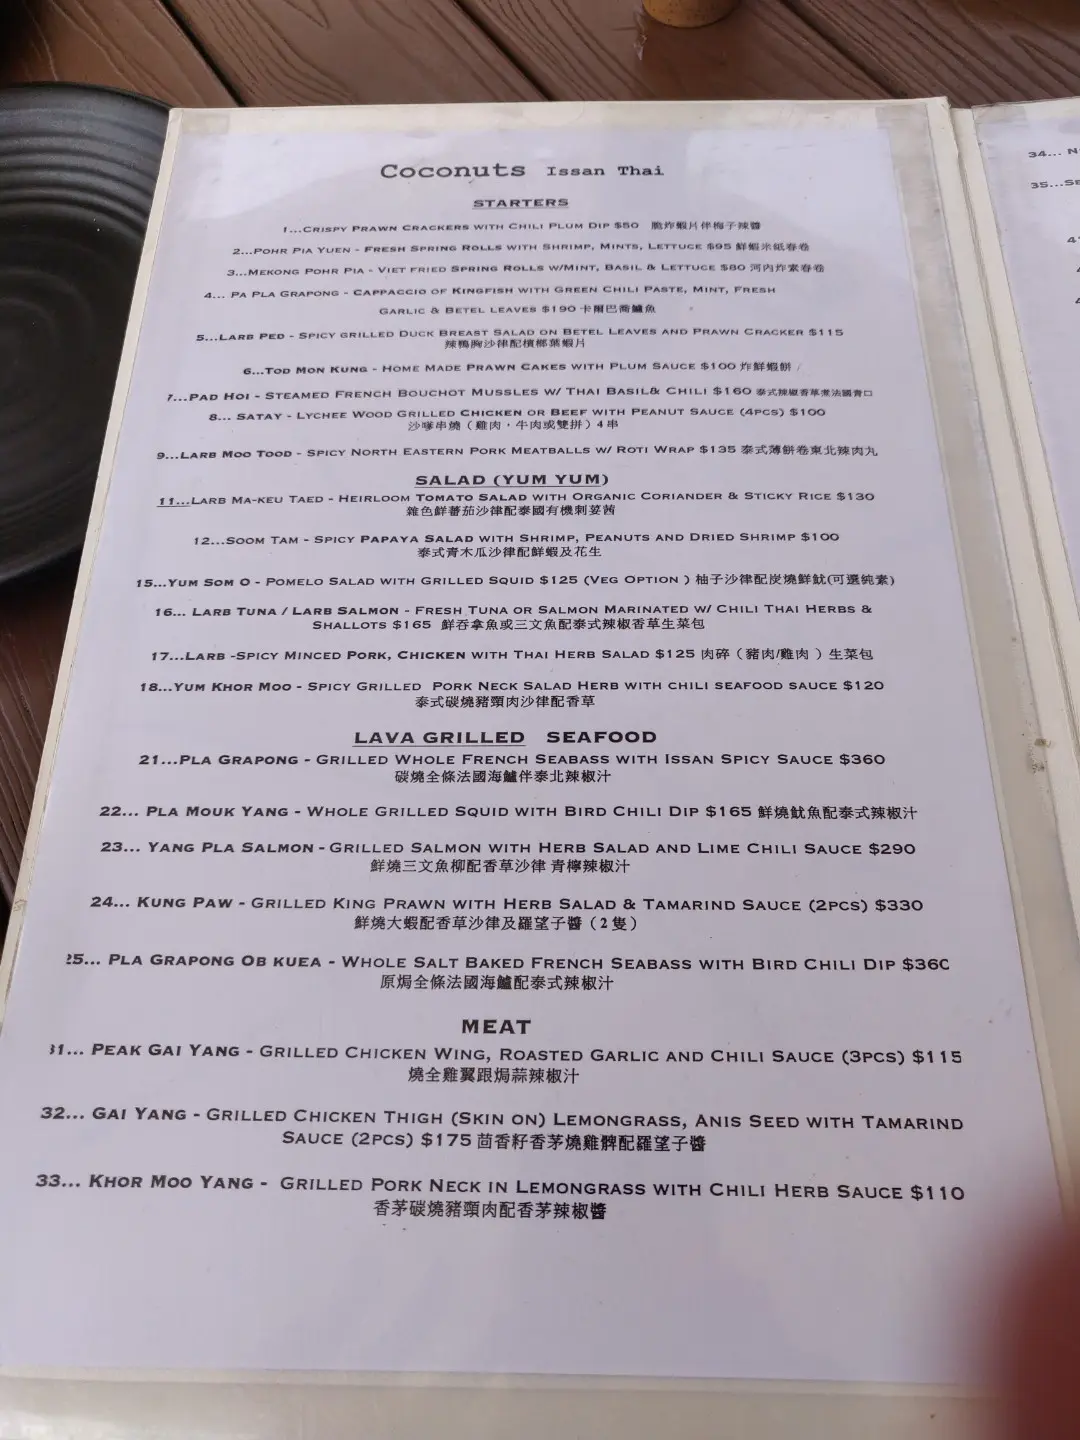 Coconuts Issan Thai
STARTERS
1...Crispy Prawn Crackers with Chili Plum Dip $50 脆炸蝦片伴梅子辣醬
2...Pohr Pia Yuen - Fresh Spring Rolls with Shrimp, Mints, Lettuce $95 鮮蝦米紙春卷
3...Mekong Pohr Pia - Viet fried Spring Rolls w/Mint, Basil & Lettuce $80 河內炸素春卷
4... Pa Pla Grapong - Cappaccio of Kingfish with Green Chili Paste, Mint, Fresh
Garlic & Betel Leaves $190 卡爾巴喬鱸魚
5...Larb Ped - Spicy grilled Duck Breast Salad on Betel Leaves and Prawn Cracker $115
辣鴨胸沙律配檳榔葉蝦片
6...Tod Mon Kung - Home Made Prawn Cakes with Plum Sauce $100 炸鮮蝦餅
7...Pad Hoi - Steamed French Bouchot Mussles w/ Thai Basil& Chili $160 泰式辣椒香草煮法國青口
8... Satay - Lychee Wood Grilled Chicken or Beef with Peanut Sauce (4pcs) $100
沙嗲串燒（雞肉，牛肉或雙拼）4串
9...Larb Moo Tood - Spicy North Eastern Pork Meatballs w/ Roti Wrap $135 泰式薄餅卷東北辣肉丸
SALAD (YUM YUM)
11...Larb Ma-keu Taed - Heirloom Tomato Salad with Organic Coriander & Sticky Rice $130
雜色鮮蕃茄沙律配泰國有機刺芫茜
12...Soom Tam - Spicy Papaya Salad with Shrimp, Peanuts and Dried Shrimp $100
泰式青木瓜沙律配鮮蝦及花生
15...Yum Som O - Pomelo Salad with Grilled Squid $125 (Veg Option ) 柚子沙律配炭燒鮮魷(可選純素)
16... Larb Tuna / Larb Salmon - Fresh Tuna or Salmon Marinated w/ Chili Thai Herbs &
Shallots $165 鮮吞拿魚或三文魚配泰式辣椒香草生菜包
17...Larb -Spicy Minced Pork, Chicken with Thai Herb Salad $125 肉碎（豬肉/雞肉 ）生菜包
18...Yum Khor Moo - Spicy Grilled Pork Neck Salad Herb with chili seafood sauce $120
泰式碳燒豬頸肉沙律配香草
LAVA GRILLED SEAFOOD
21...Pla Grapong - Grilled Whole French Seabass with Issan Spicy Sauce $360
碳燒全條法國海鱸伴泰北辣椒汁
22... Pla Mouk Yang - Whole Grilled Squid with Bird Chili Dip $165 鮮燒魷魚配泰式辣椒汁
23... Yang Pla Salmon - Grilled Salmon with Herb Salad and Lime Chili Sauce $290
鮮燒三文魚柳配香草沙律 青檸辣椒汁
24... Kung Paw - Grilled King Prawn with Herb Salad & Tamarind Sauce (2pcs) $330
鮮燒大蝦配香草沙律及羅望子醬（2隻）
25... Pla Grapong Ob kuea - Whole Salt Baked French Seabass with Bird Chili Dip $360
原焗全條法國海鱸配泰式辣椒汁
MEAT
31... Peak Gai Yang - Grilled Chicken Wing, Roasted Garlic and Chili Sauce (3pcs) $115
燒全雞翼跟焗蒜辣椒汁
32... Gai Yang - Grilled Chicken Thigh (Skin on) Lemongrass, Anis Seed with Tamarind
Sauce (2pcs) $175 茴香籽香茅燒雞髀配羅望子醬
33... Khor Moo Yang - Grilled Pork Neck in Lemongrass with Chili Herb Sauce $110
香茅碳燒豬頸肉配香茅辣椒醬
34...
35...